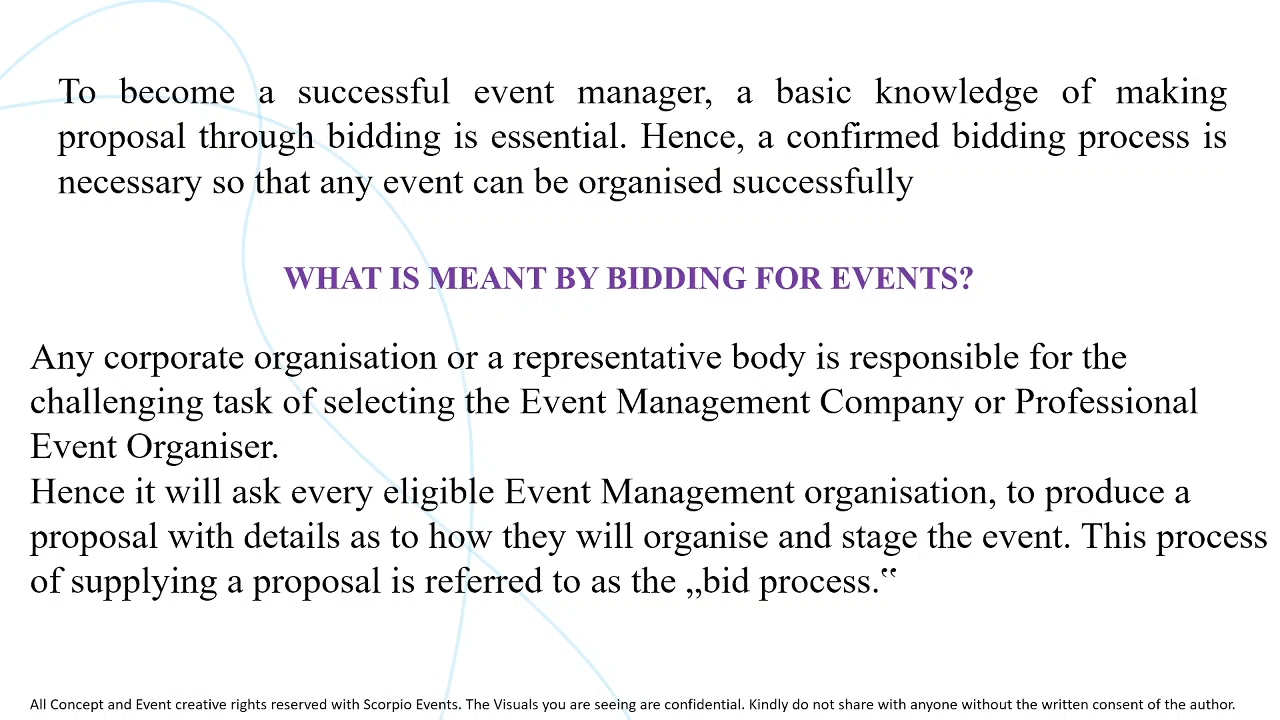 To become a successful event manager, a basic knowledge of making
proposal through bidding is essential. Hence, a confirmed bidding process is
necessary so that any event can be organised successfully
WHAT IS MEANT BY BIDDING FOR EVENTS?
Any corporate organisation or a representative body is responsible for the
challenging task of selecting the Event Management Company or Professional
Event Organiser.
Hence it will ask every eligible Event Management organisation, to produce a
proposal with details as to how they will organise and stage the event. This process
of supplying a proposal is referred to as the „bid process.‟
All Concept and Event creative rights reserved with Scorpio Events. The Visuals you are seeing are confidential. Kindly do not share with anyone without the written consent of the author.